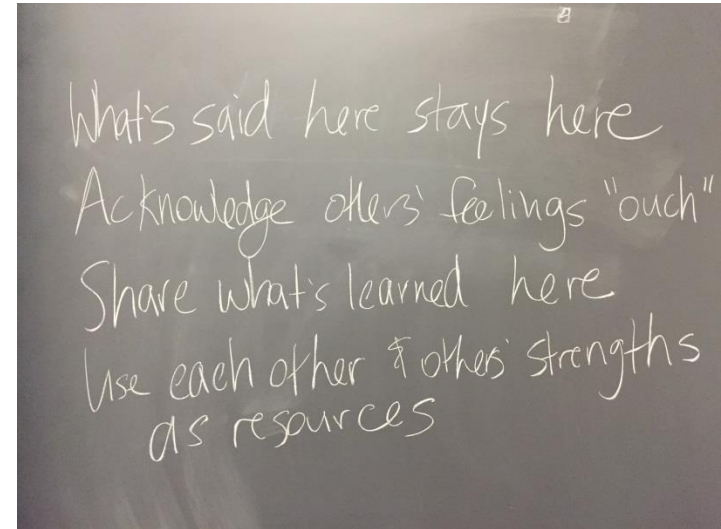 What's said here stays here
Acknowledge others' feelings "ouch"
Share what's learned here
Use each other & others' strengths
as resources